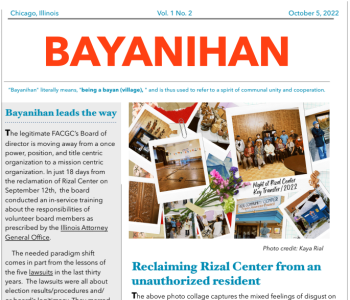 Chicago, Illinois Vol. 1 No. 2 October 5, 2022
BAYANIHAN
"Bayanihan" literally means, "being a bayan (village), " and is thus used to refer to a spirit of communal unity and cooperation.
Bayanihan leads the way
The legitimate FACGC's Board of
director is moving away from a once
power, position, and title centric
organization to a mission centric
organization. In just 18 days from
the reclamation of Rizal Center on
September 12th, the board
conducted an in-service training
about the responsibilities of
volunteer board members as
prescribed by the Illinois Attorney
General Office.
The needed paradigm shift
comes in part from the lessons of
the five lawsuits in the last thirty
years. The lawsuits were all about
election results/procedures and/
Night of Rizal Center
Key Transfer/2022
Photo credit: Kaya Rial
Reclaiming Rizal Center from an
unauthorized resident
The above photo collage captures the mixed feelings of disgust on